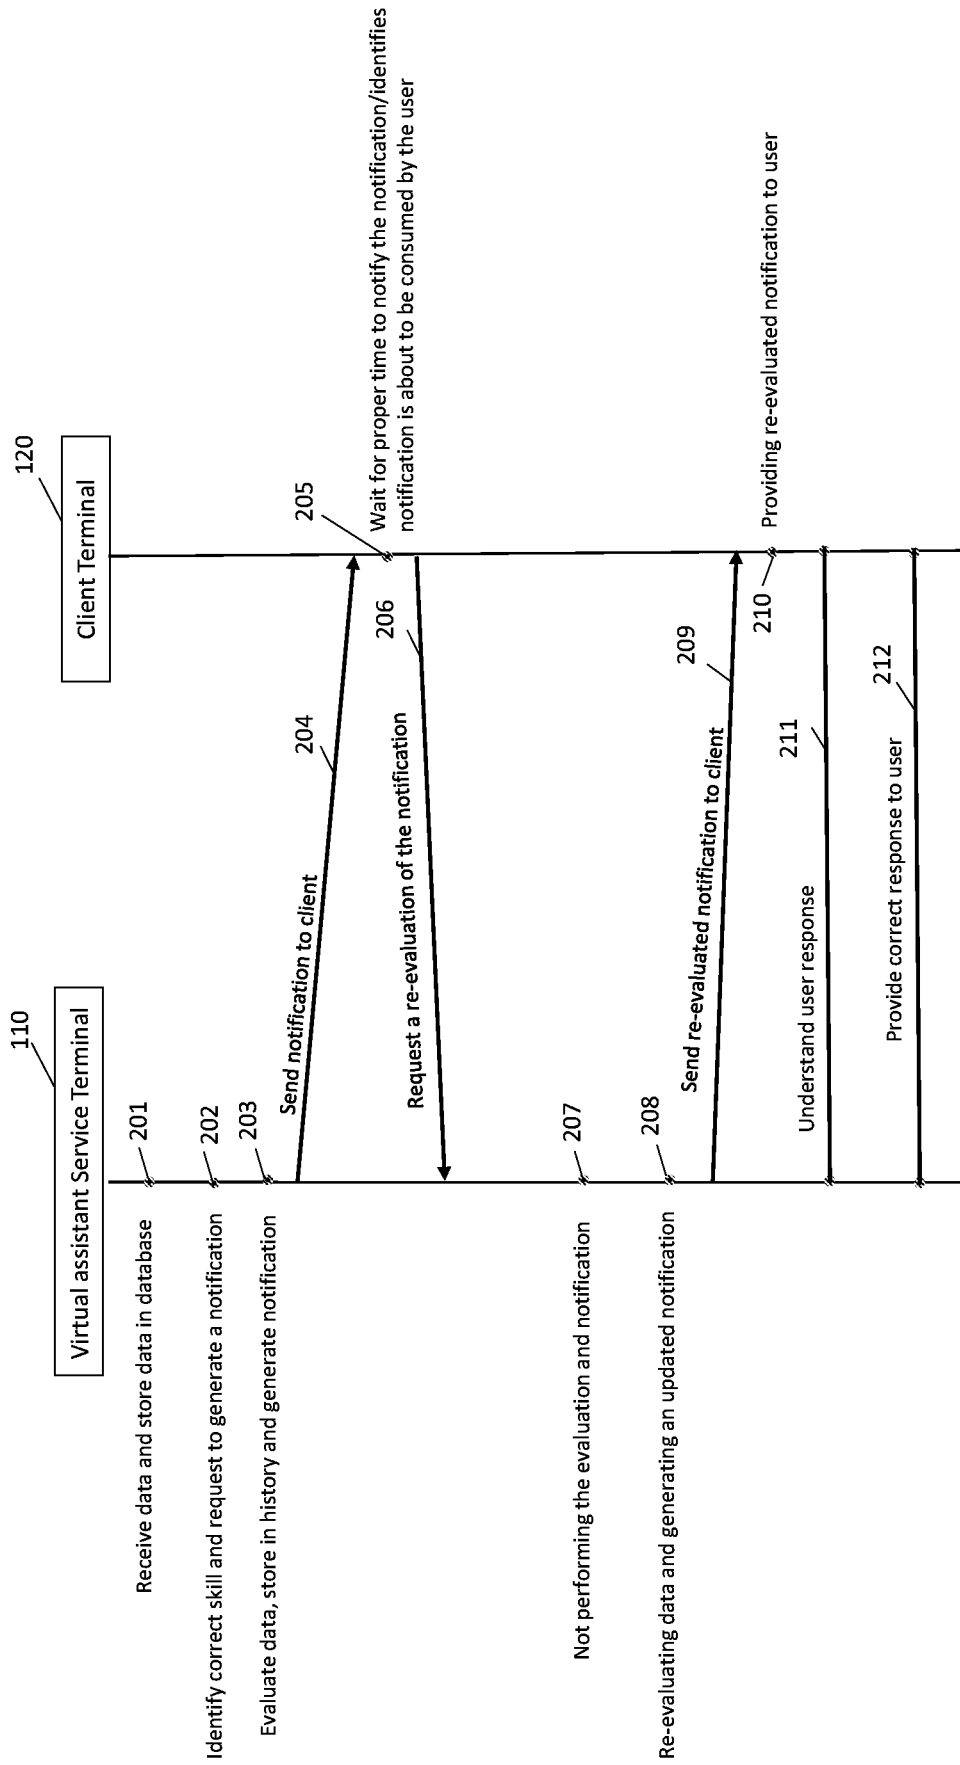 110
Virtual assistant Service Terminal
120
Client Terminal
Receive data and store data in database
201
Identify correct skill and request to generate a notification
202
Evaluate data, store in history and generate notification
203
Send notification to client
204
205
Wait for proper time to notify the notification/identifies
notification is about to be consumed by the user
Request a re-evaluation of the notification
206
Not performing the evaluation and notification
207
Re-evaluating data and generating an updated notification
208
Send re-evaluated notification to client
209
210
Providing re-evaluated notification to user
Understand user response
211
Provide correct response to user
212